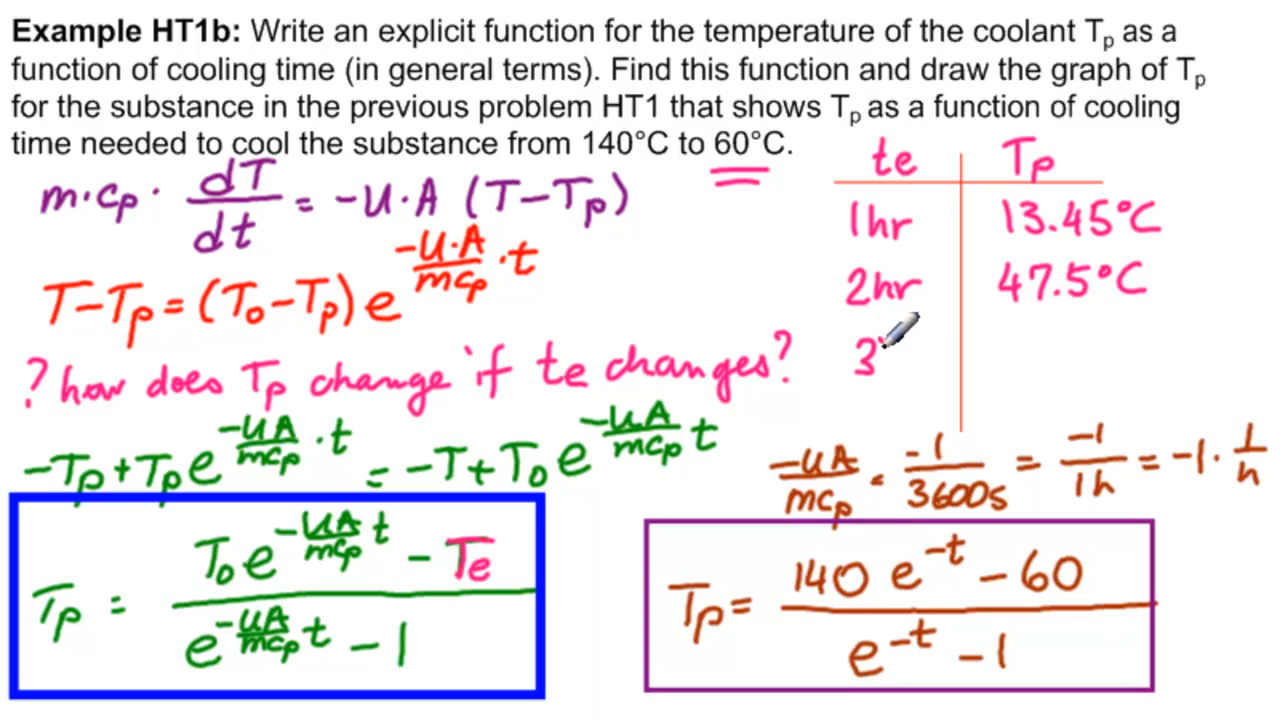 Example HT1b: Write an explicit function for the temperature of the coolant Tp as a
function of cooling time (in general terms). Find this function and draw the graph of Tp
for the substance in the previous problem HT1 that shows Tp as a function of cooling
time needed to cool the substance from 140°C to 60°C.
m·cp · dT/dt = -U·A (T-Tp)
te Tp
1hr 13.45°C
2hr 47.5°C
3
T-Tp = (To-Tp) e^(-U·A/mcp · t)
? how does Tp change if te changes?
-Tp + Tp e^(-UA/mcp · t) = -T + To e^(-UA/mcp t)
-UA/mcp = -1/3600s = -1/1h = -1 · 1/h
Tp = (To e^(-UA/mcp t) - Te) / (e^(-UA/mcp t) - 1)
Tp = (140 e^(-t) - 60) / (e^(-t) - 1)